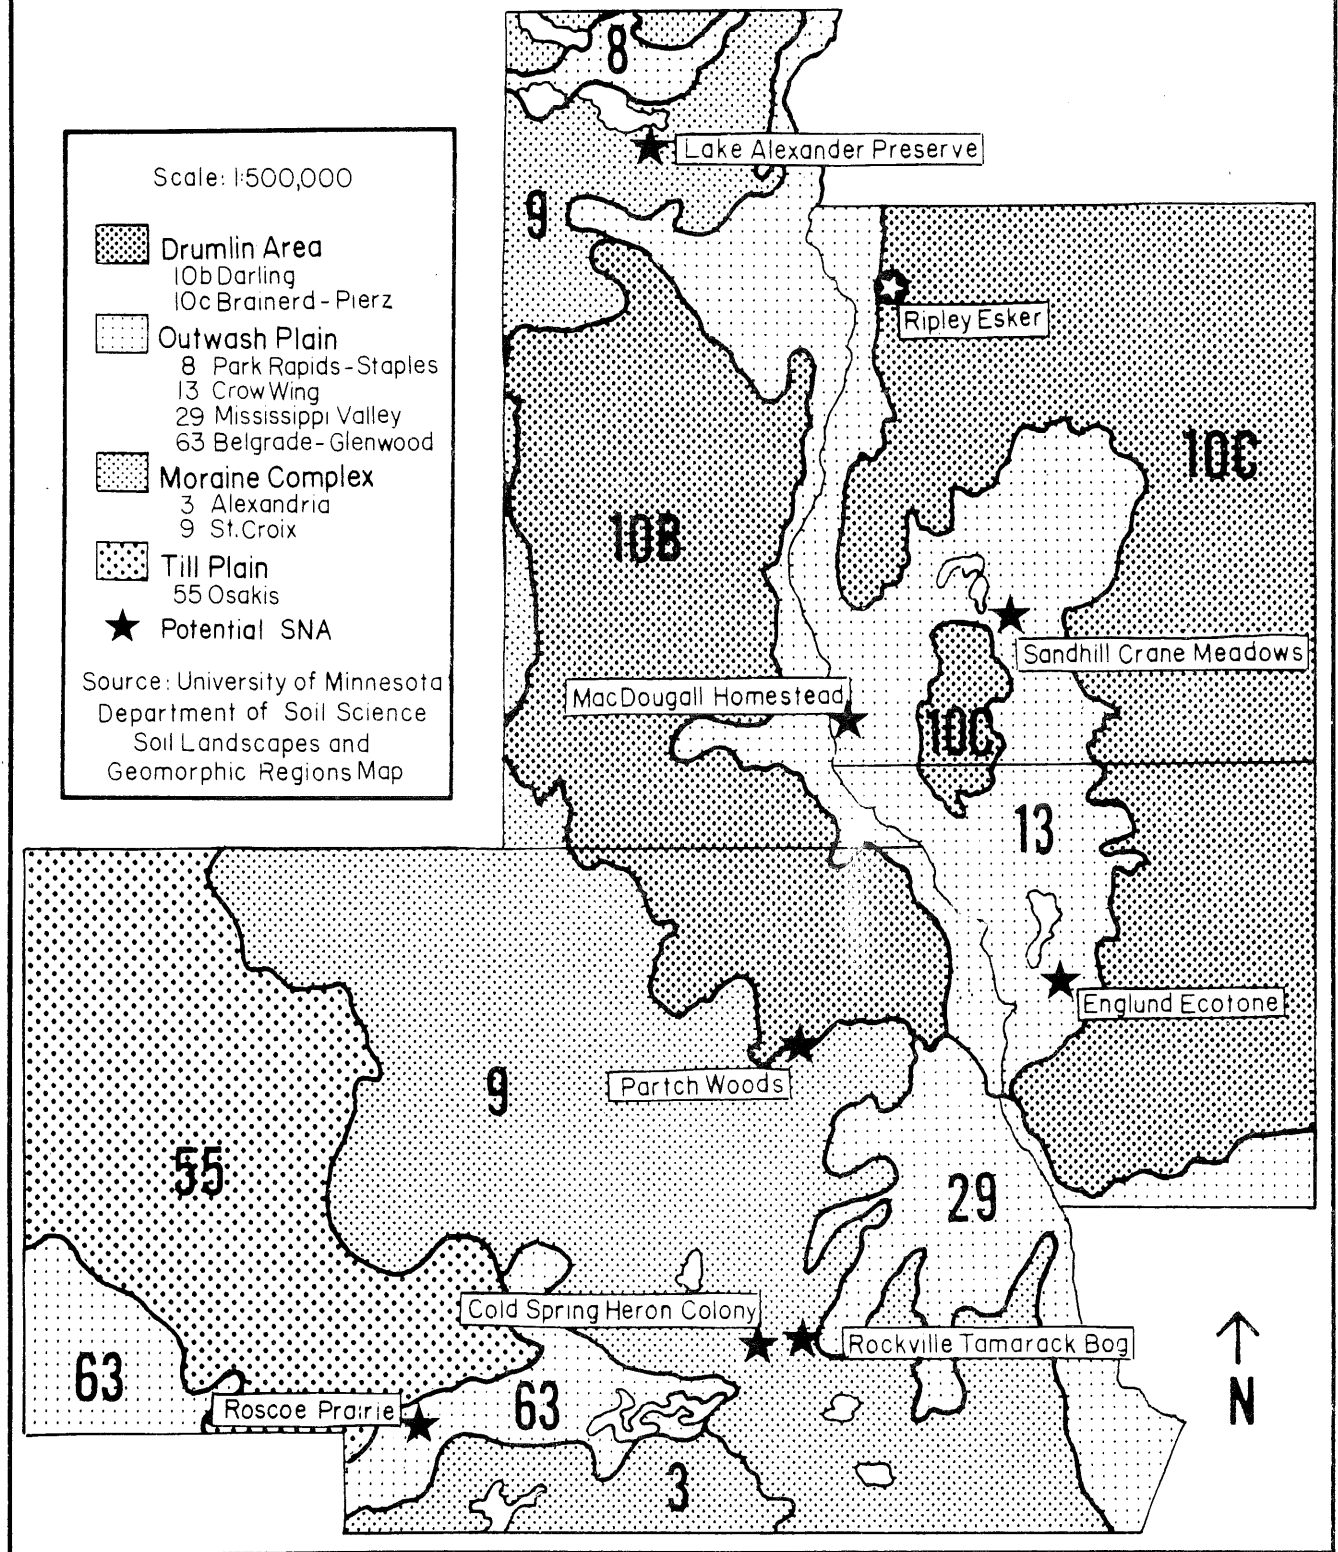 8
Lake Alexander Preserve
Scale: 1:500,000
9
Drumlin Area
10b Darling
10c Brainerd-Pierz
Ripley Esker
Outwash Plain
8 Park Rapids-Staples
13 Crow Wing
29 Mississippi Valley
63 Belgrade-Glenwood
10C
Moraine Complex
3 Alexandria
9 St. Croix
10B
Till Plain
55 Osakis
Potential SNA
Sandhill Crane Meadows
Source: University of Minnesota
Department of Soil Science
Soil Landscapes and
Geomorphic Regions Map
MacDougall Homestead
10C
13
Englund Ecotone
Partch Woods
9
55
29
Cold Spring Heron Colony
Rockville Tamarack Bog
63
Roscoe Prairie
63
N
3